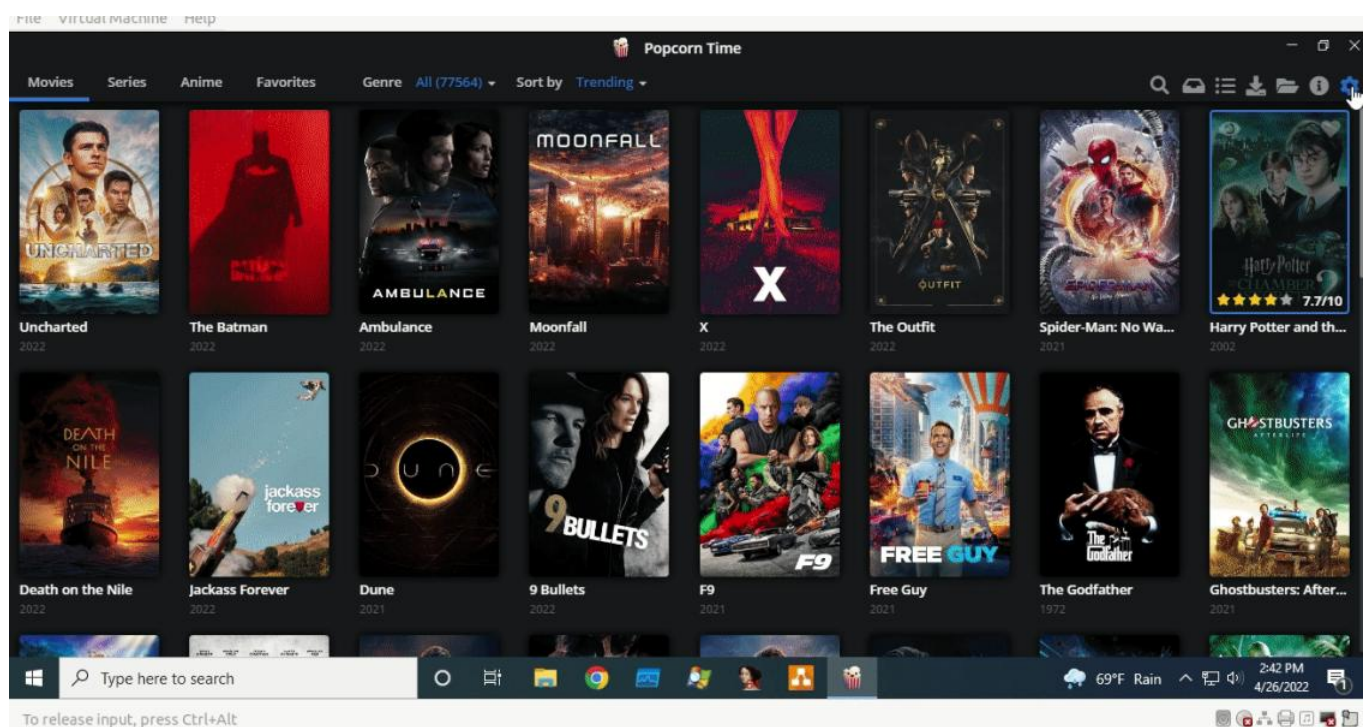 File Virtual Machine Help
Popcorn Time
Movies Series Anime Favorites Genre All (77564) Sort by Trending
UNCHARTED
AMBULANCE
MOONFALL
X
OUTFIT
Harry Potter
CHAMBER
7.7/10
Uncharted The Batman Ambulance Moonfall X The Outfit Spider-Man: No Wa... Harry Potter and th...
2022 2022 2022 2022 2022 2022 2021 2002
DEATH
ON THE
NILE
jackass
forever
DUNE
9 BULLETS
F9
FREE GUY
The
Godfather
GHOSTBUSTERS
AFTERLIFE
Death on the Nile Jackass Forever Dune 9 Bullets F9 Free Guy The Godfather Ghostbusters: After...
2022 2022 2021 2022 2021 2021 1972 2021
Type here to search
69°F Rain
2:42 PM
4/26/2022
1
To release input, press Ctrl+Alt